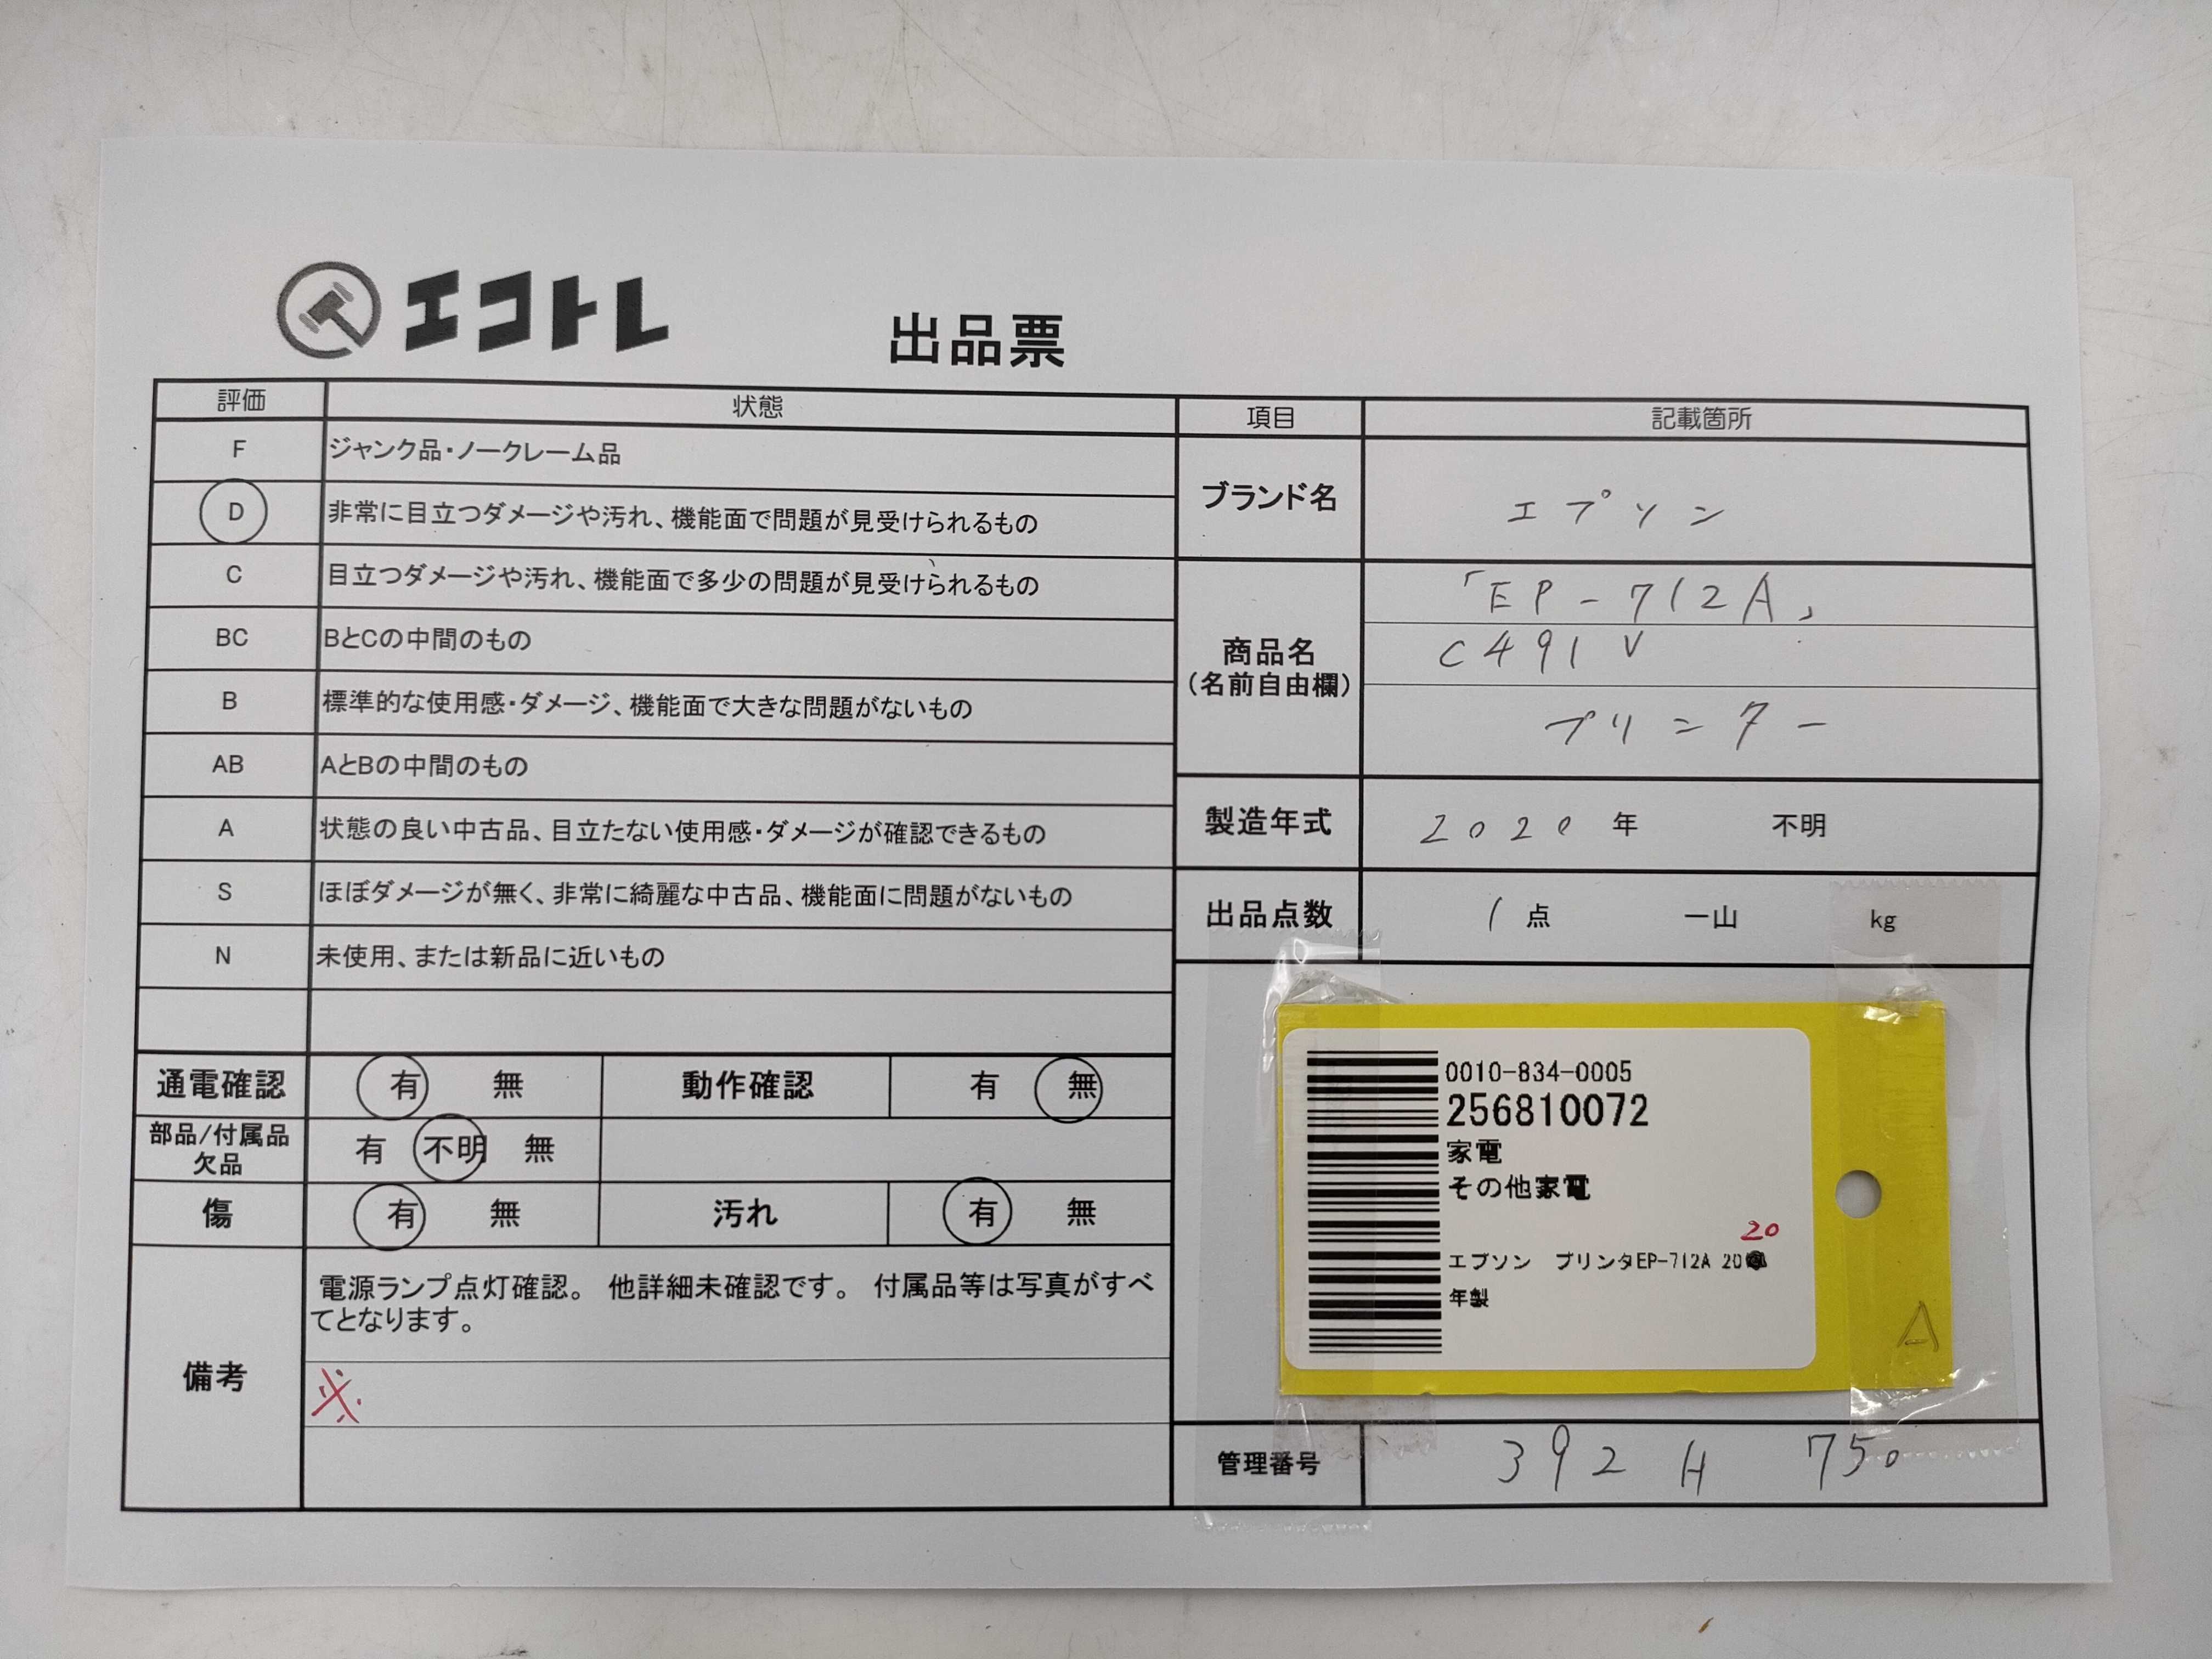 エコトレ
出品票
評価 状態
F ジャンク品・ノークレーム品
D 非常に目立つダメージや汚れ、機能面で問題が見受けられるもの
C 目立つダメージや汚れ、機能面で多少の問題が見受けられるもの
BC BとCの中間のもの
B 標準的な使用感・ダメージ、機能面で大きな問題がないもの
AB AとBの中間のもの
A 状態の良い中古品、目立たない使用感・ダメージが確認できるもの
S ほぼダメージが無く、非常に綺麗な中古品、機能面に問題がないもの
N 未使用、または新品に近いもの
通電確認 有 無 動作確認 有 無
部品/付属品 有 不明 無
欠品
傷 有 無 汚れ 有 無
備考
電源ランプ点灯確認。 他詳細未確認です。 付属品等は写真がすべ
てとなります。
※
項目 記載箇所
ブランド名 エプソン
商品名
(名前自由欄)
「EP-712A」
C491V
プリンター
製造年式 2020 年 不明
出品点数 1 点 一山 kg
0010-834-0005
256810072
家電
その他家電
20
エプソン プリンタEP-712A 20
年製
A
管理番号 392 H 750